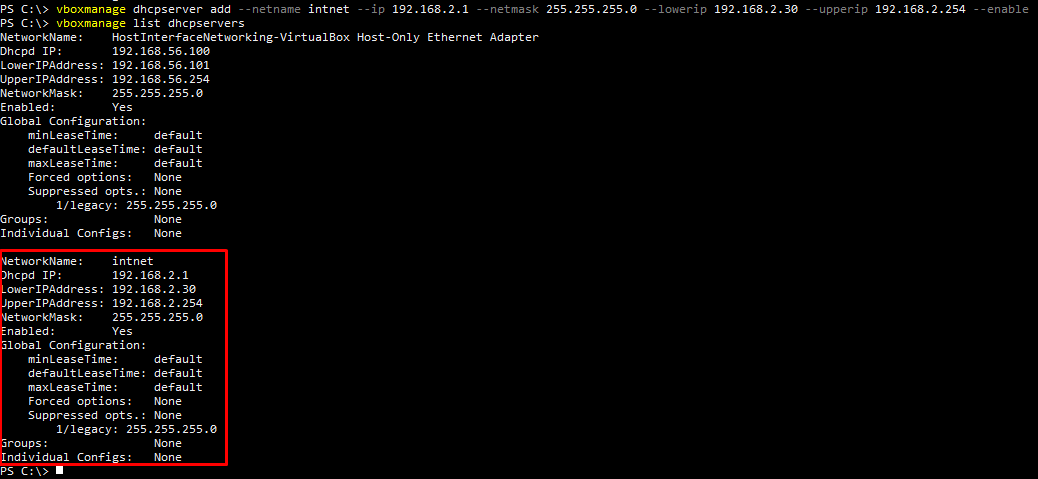 PS C:\> vboxmanage dhcpserver add --netname intnet --ip 192.168.2.1 --netmask 255.255.255.0 --lowerip 192.168.2.30 --upperip 192.168.2.254 --enable
PS C:\> vboxmanage list dhcpservers
NetworkName:    HostInterfaceNetworking-VirtualBox Host-Only Ethernet Adapter
Dhcpd IP:       192.168.56.100
LowerIPAddress: 192.168.56.101
UpperIPAddress: 192.168.56.254
NetworkMask:    255.255.255.0
Enabled:        Yes
Global Configuration:
    minLeaseTime:     default
    defaultLeaseTime: default
    maxLeaseTime:     default
    Forced options:   None
    Suppressed opts.: None
        1/legacy: 255.255.255.0
Groups:               None
Individual Configs:   None
NetworkName:    intnet
Dhcpd IP:       192.168.2.1
LowerIPAddress: 192.168.2.30
UpperIPAddress: 192.168.2.254
NetworkMask:    255.255.255.0
Enabled:        Yes
Global Configuration:
    minLeaseTime:     default
    defaultLeaseTime: default
    maxLeaseTime:     default
    Forced options:   None
    Suppressed opts.: None
        1/legacy: 255.255.255.0
Groups:               None
Individual Configs:   None
PS C:\>